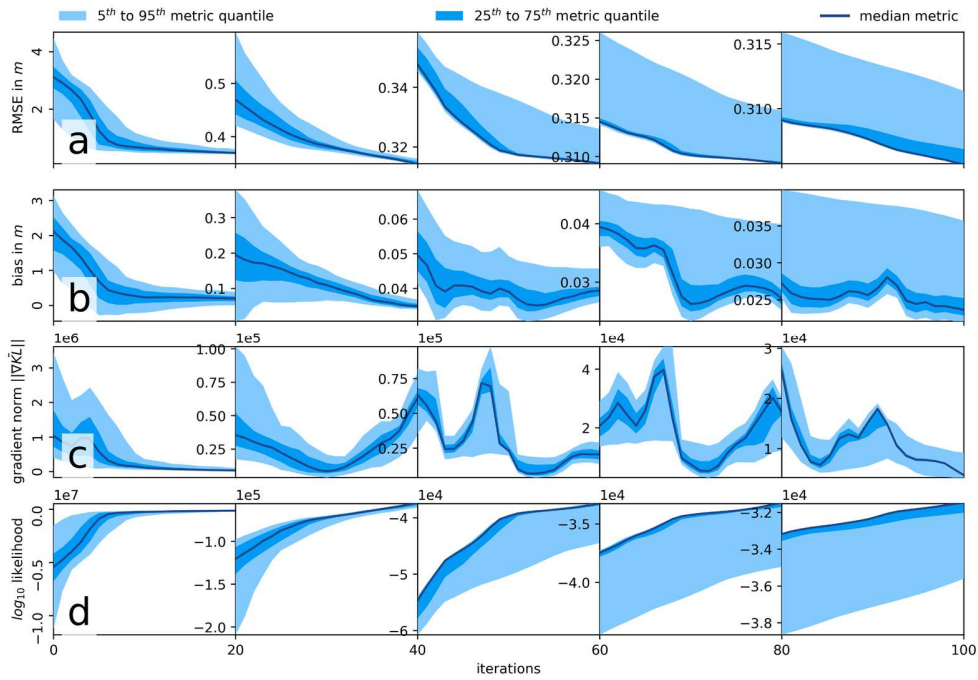 5th to 95th metric quantile
25th to 75th metric quantile
median metric
RMSE in m
4
2
a
0.5
0.4
0.34
0.32
0.325
0.320
0.315
0.310
0.315
0.310
bias in m
3
2
1
0
b
0.3
0.2
0.1
0.06
0.04
0.04
0.03
0.02
0.035
0.030
0.025
gradient norm ||∇K̄L||
1e6
3
2
1
0
c
1e5
1.00
0.75
0.50
0.25
1e5
0.75
0.50
0.25
1e4
4
2
1e4
3
2
1
log10 likelihood
1e7
0.0
−0.5
−1.0
d
1e5
−1.0
−1.5
−2.0
1e4
−4
−5
−6
1e4
−3.5
−4.0
1e4
−3.2
−3.4
−3.6
−3.8
0
20
40
60
80
100
iterations